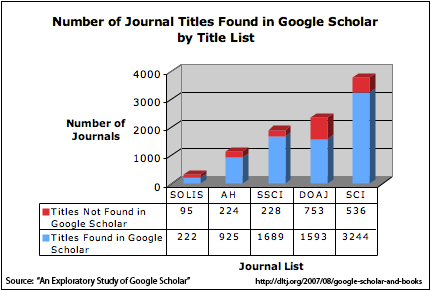 Number of Journal Titles Found in Google Scholar
by Title List
4000
3000
2000
1000
0
Number of
Journals
SOLIS AH SSCI DOAJ SCI
Titles Not Found in
Google Scholar
95 224 228 753 536
Titles Found in Google
Scholar
222 925 1689 1593 3244
Journal List
Source: "An Exploratory Study of Google Scholar" http://dltj.org/2007/08/google-scholar-and-books